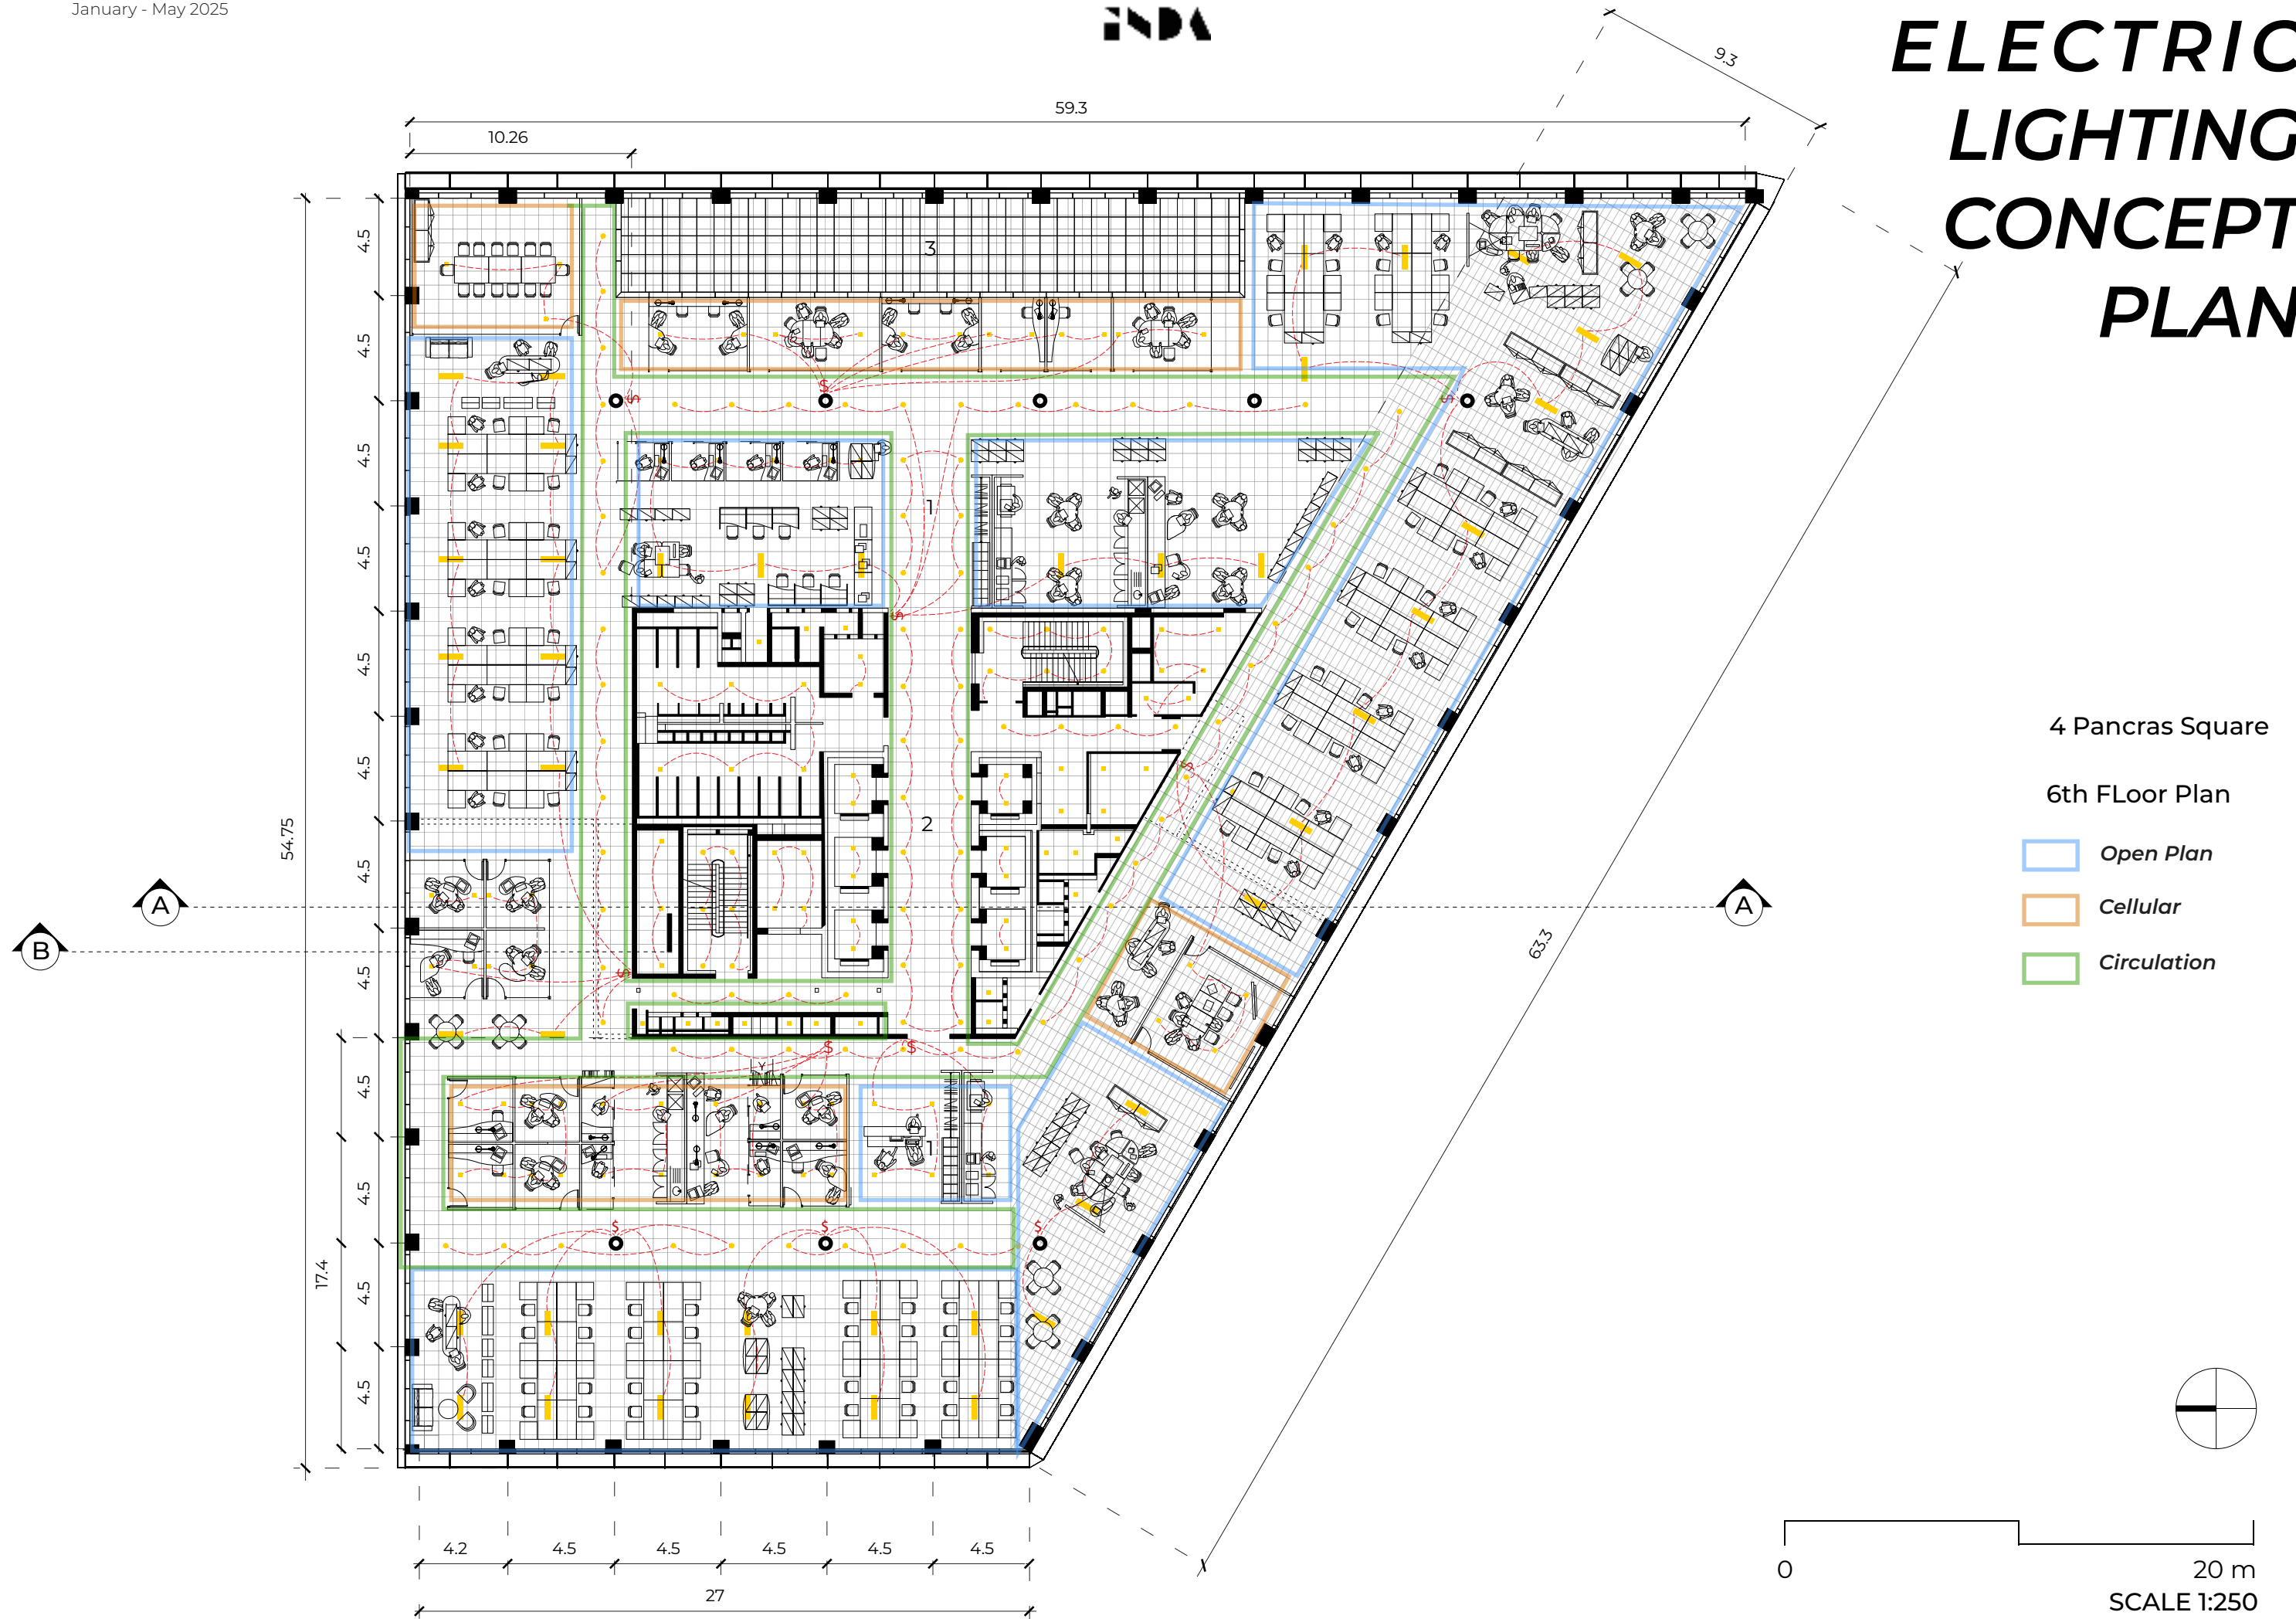 January - May 2025
INDA
ELECTRIC
LIGHTING
CONCEPT
PLAN
9.3
59.3
10.26
4.5
3
4.5
$
$
$
4.5
1
4.5
$
4.5
4 Pancras Square
4.5
$
6th FLoor Plan
2
54.75
Open Plan
4.5
A
A
Cellular
B
63.3
Circulation
4.5
$
$
$
4.5
1
4.5
$
$
$
17.4
4.5
4.5
4.2
4.5
4.5
4.5
4.5
4.5
27
0
20 m
SCALE 1:250